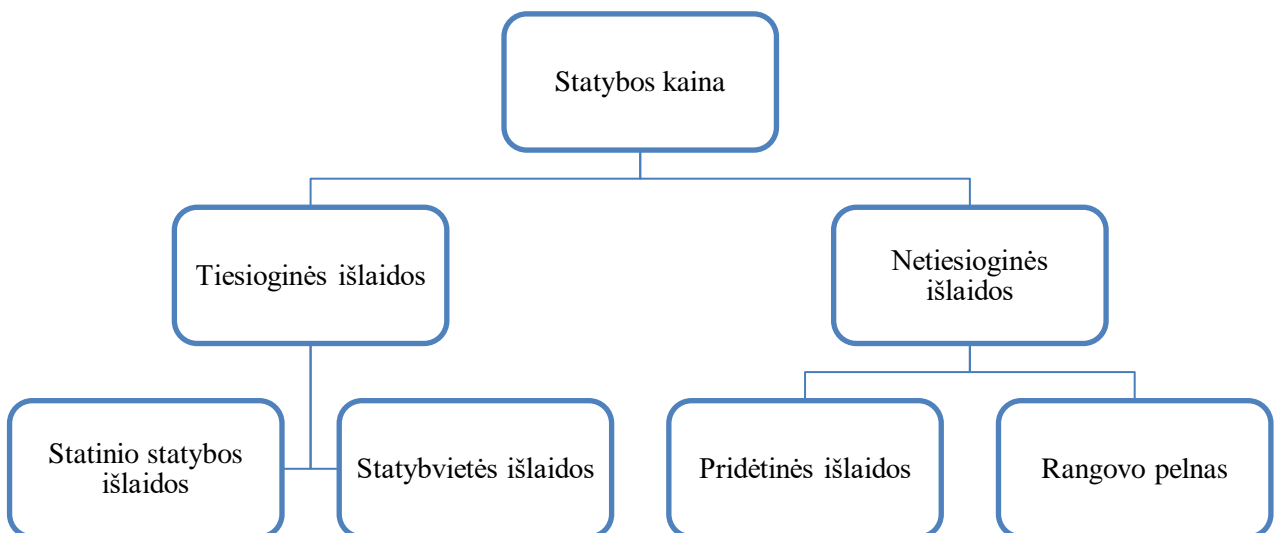 Statybos kaina
Tiesioginės išlaidos
Netiesioginės
išlaidos
Statinio statybos
išlaidos
Statybvietės išlaidos
Pridėtinės išlaidos
Rangovo pelnas